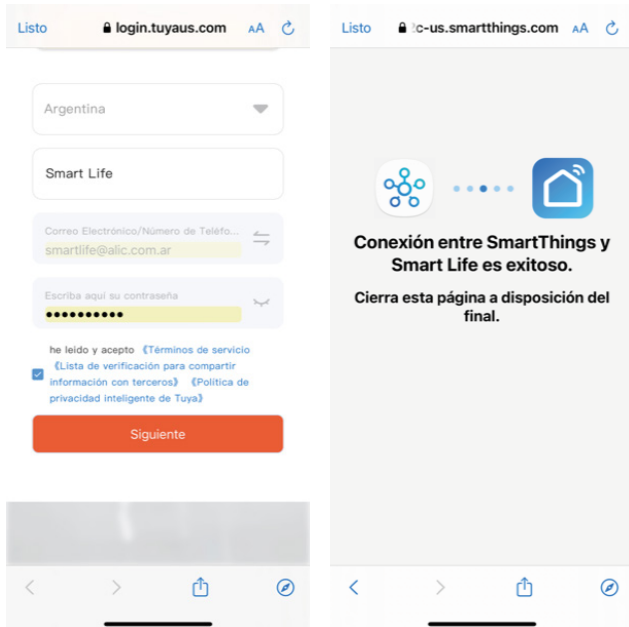 Listo
login.tuyaus.com
AA
Argentina
Smart Life
Correo Electrónico/Número de Teléfo...
smartlife@alic.com.ar
Escriba aquí su contraseña
••••••••••
he leido y acepto 《Términos de servicio
《Lista de verificación para compartir
información con terceros》 《Política de
privacidad inteligente de Tuya》
Siguiente
Listo
c-us.smartthings.com
AA
Conexión entre SmartThings y
Smart Life es exitoso.
Cierra esta página a disposición del
final.